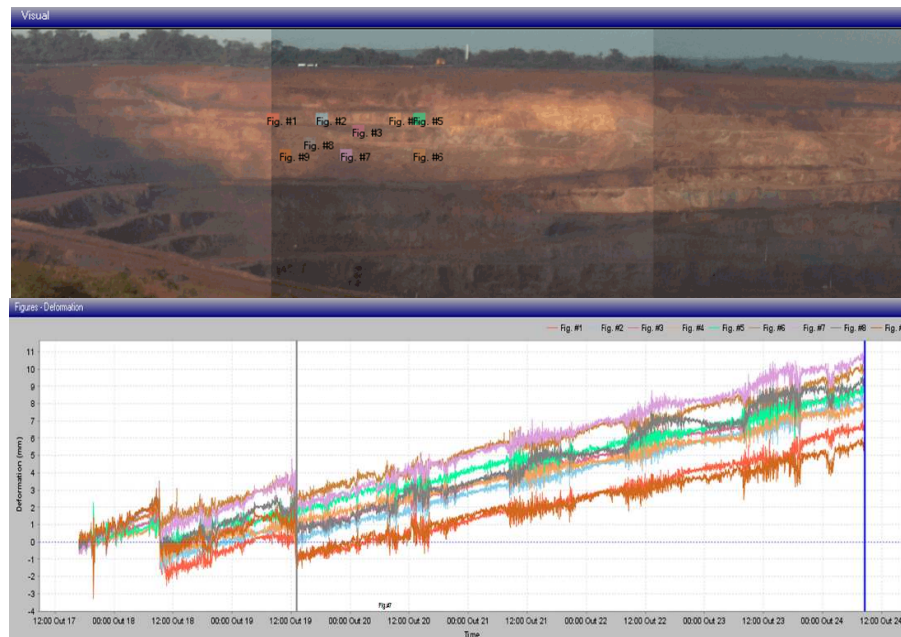 Visual
Fig. #1 Fig. #2 Fig. #5
Fig. #3
Fig. #8
Fig. #9 Fig. #7 Fig. #6
Figures - Deformation
Fig. #1 Fig. #2 Fig. #3 Fig. #4 Fig. #5 Fig. #6 Fig. #7 Fig. #8 Fig. #
11
10
9
8
7
6
5
4
3
2
1
0
-1
-2
-3
-4
Deformation (mm)
12:00 Out 17 00:00 Out 18 12:00 Out 18 00:00 Out 19 12:00 Out 19 00:00 Out 20 12:00 Out 20 00:00 Out 21 12:00 Out 21 00:00 Out 22 12:00 Out 22 00:00 Out 23 12:00 Out 23 00:00 Out 24 12:00 Out 24
Time